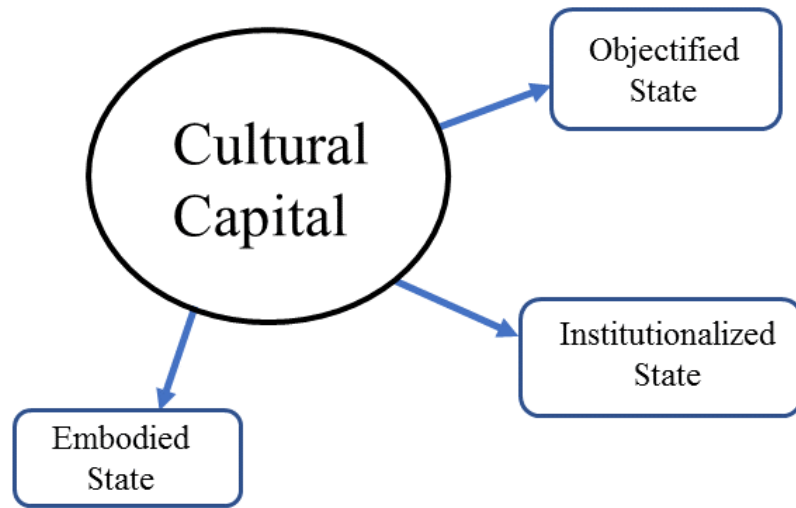 Objectified
State
Cultural
Capital
Institutionalized
State
Embodied
State